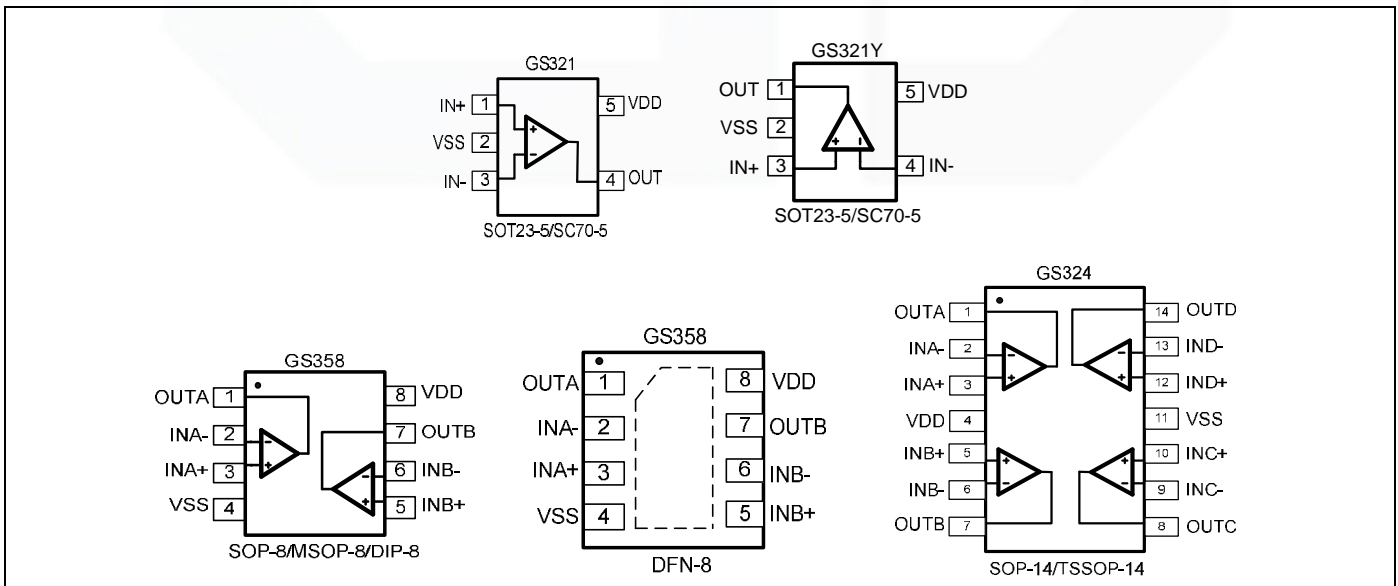 GS321
IN+ 1 5 VDD
VSS 2
IN- 3 4 OUT
+
-
SOT23-5/SC70-5
GS321Y
OUT 1 5 VDD
VSS 2
IN+ 3 4 IN-
+ -
SOT23-5/SC70-5
GS358
OUTA 1 8 VDD
INA- 2 7 OUTB
INA+ 3 6 INB-
VSS 4 5 INB+
- +
- +
SOP-8/MSOP-8/DIP-8
GS358
OUTA 1 8 VDD
INA- 2 7 OUTB
INA+ 3 6 INB-
VSS 4 5 INB+
DFN-8
GS324
OUTA 1 14 OUTD
INA- 2 - - 13 IND-
INA+ 3 + + 12 IND+
VDD 4 11 VSS
INB+ 5 + + 10 INC+
INB- 6 - - 9 INC-
OUTB 7 8 OUTC
SOP-14/TSSOP-14